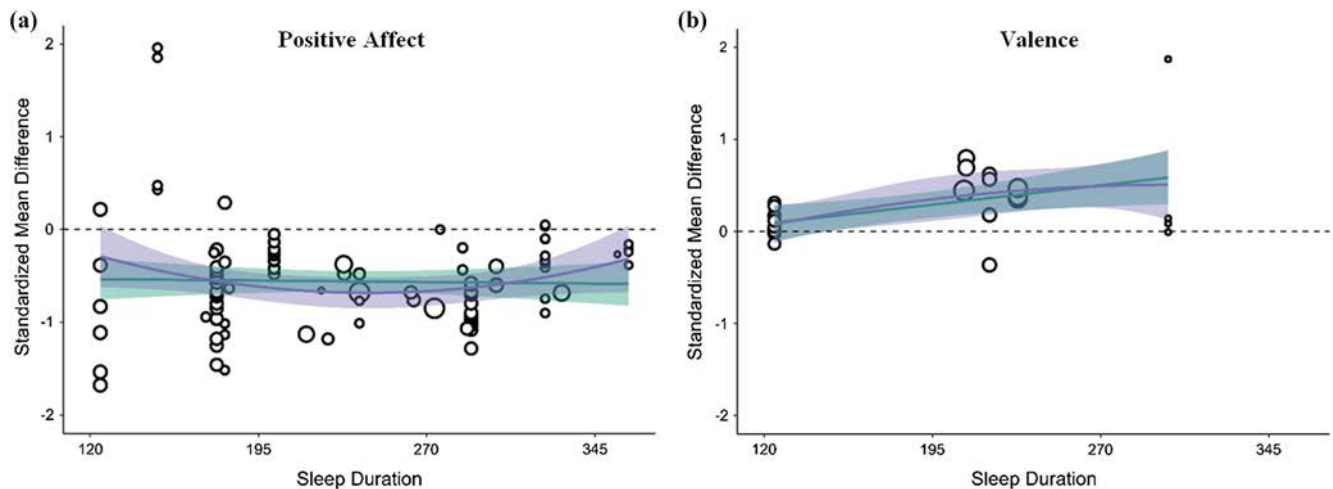 (a)
Positive Affect
Standardized Mean Difference
2
1
0
-1
-2
120
195
270
345
Sleep Duration
(b)
Valence
Standardized Mean Difference
2
1
0
-1
-2
120
195
270
345
Sleep Duration